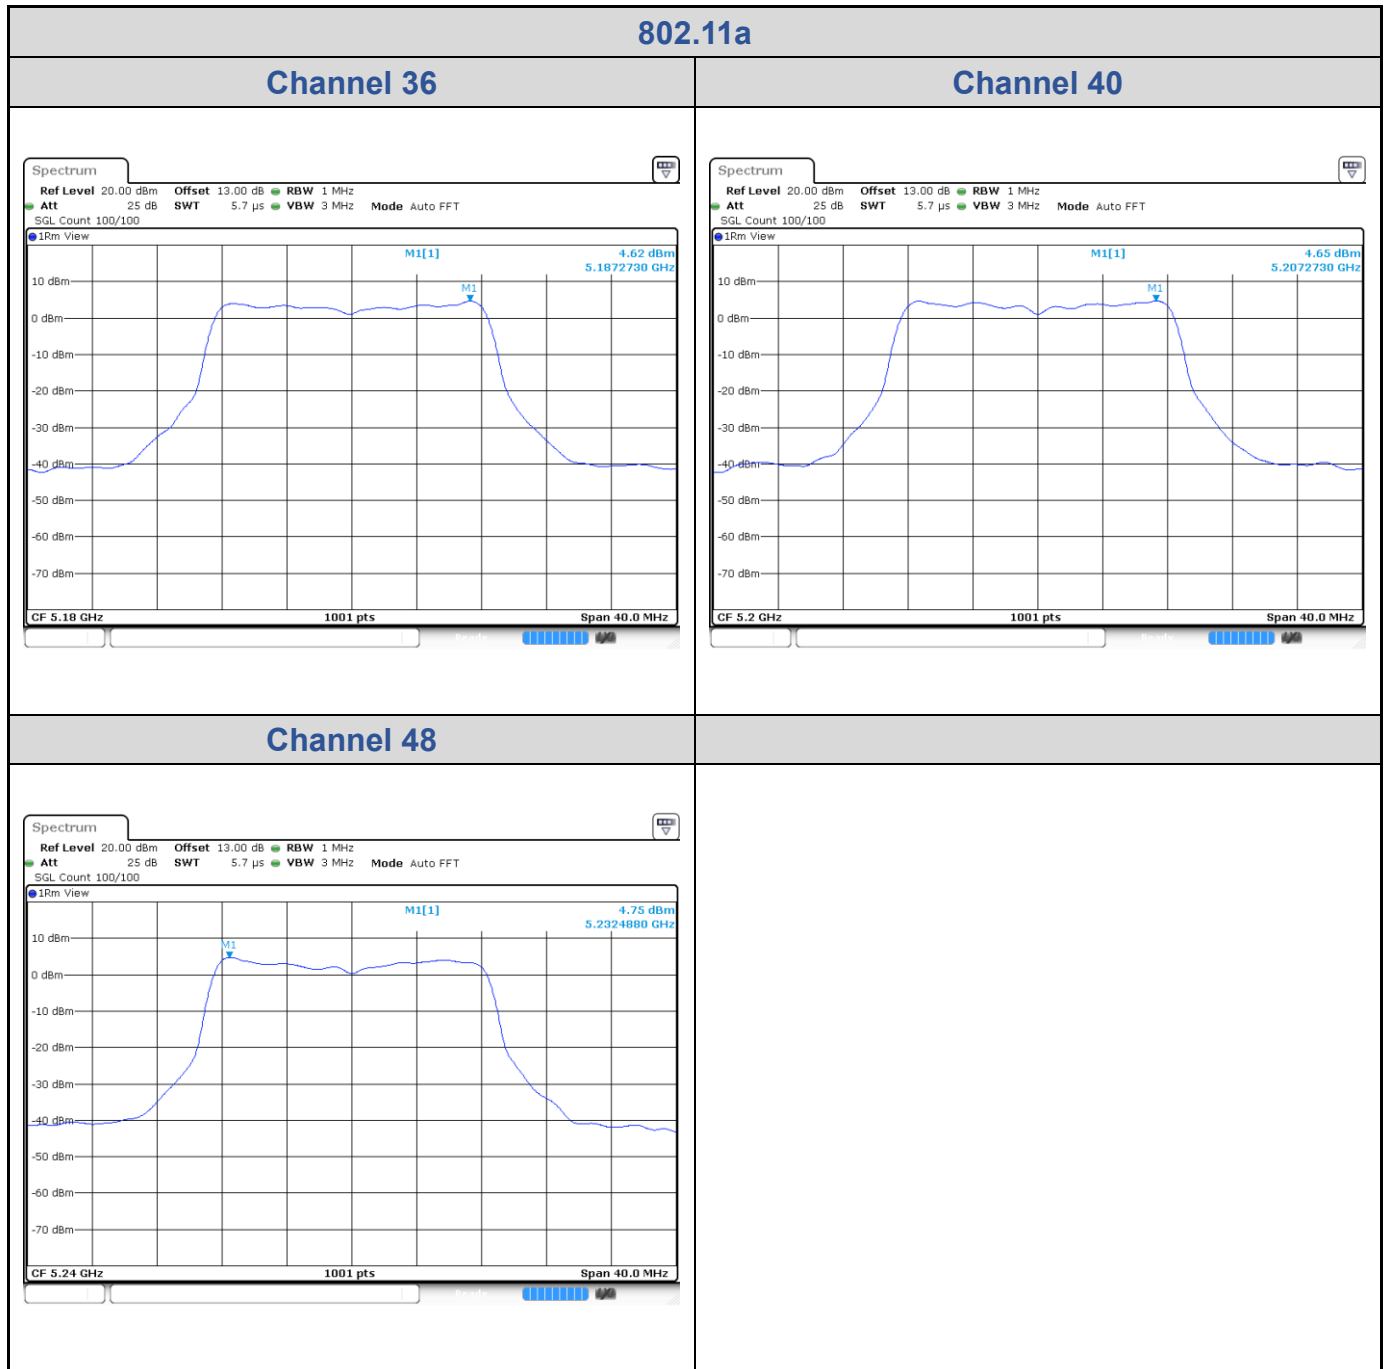 802.11a
Channel 36
Channel 40
Spectrum
Ref Level 20.00 dBm Offset 13.00 dB RBW 1 MHz
Att 25 dB SWT 5.7 µs VBW 3 MHz Mode Auto FFT
SGL Count 100/100
1Rm View
M1[1] 4.62 dBm
5.1872730 GHz
M1
10 dBm
0 dBm
-10 dBm
-20 dBm
-30 dBm
-40 dBm
-50 dBm
-60 dBm
-70 dBm
CF 5.18 GHz 1001 pts Span 40.0 MHz
Ready
Spectrum
Ref Level 20.00 dBm Offset 13.00 dB RBW 1 MHz
Att 25 dB SWT 5.7 µs VBW 3 MHz Mode Auto FFT
SGL Count 100/100
1Rm View
M1[1] 4.65 dBm
5.2072730 GHz
M1
10 dBm
0 dBm
-10 dBm
-20 dBm
-30 dBm
-40 dBm
-50 dBm
-60 dBm
-70 dBm
CF 5.2 GHz 1001 pts Span 40.0 MHz
Ready
Channel 48
Spectrum
Ref Level 20.00 dBm Offset 13.00 dB RBW 1 MHz
Att 25 dB SWT 5.7 µs VBW 3 MHz Mode Auto FFT
SGL Count 100/100
1Rm View
M1[1] 4.75 dBm
5.2324880 GHz
M1
10 dBm
0 dBm
-10 dBm
-20 dBm
-30 dBm
-40 dBm
-50 dBm
-60 dBm
-70 dBm
CF 5.24 GHz 1001 pts Span 40.0 MHz
Ready